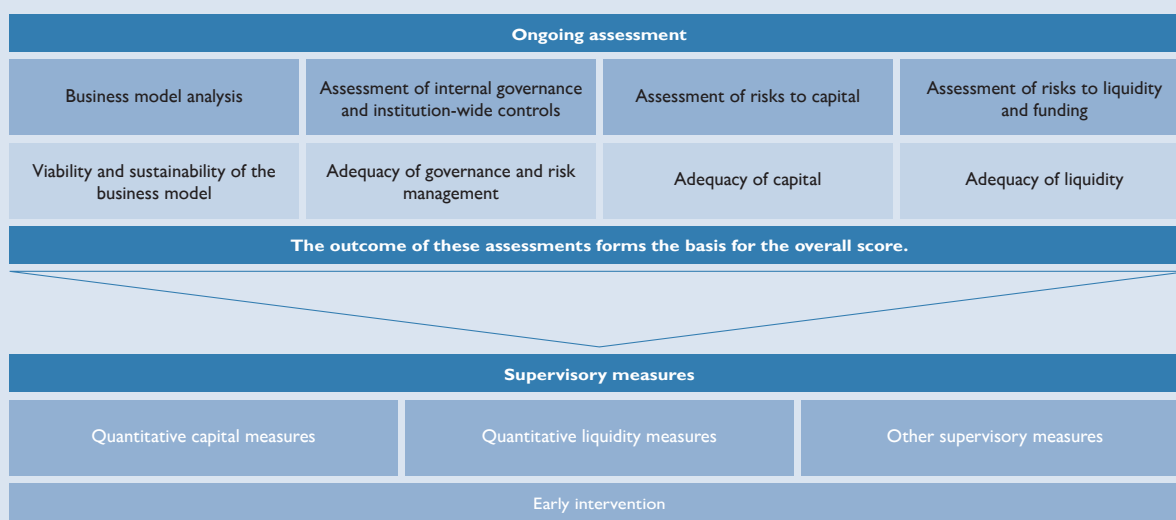 Ongoing assessment
Business model analysis
Assessment of internal governance
and institution-wide controls
Assessment of risks to capital
Assessment of risks to liquidity
and funding
Viability and sustainability of the
business model
Adequacy of governance and risk
management
Adequacy of capital
Adequacy of liquidity
The outcome of these assessments forms the basis for the overall score.
Supervisory measures
Quantitative capital measures
Quantitative liquidity measures
Other supervisory measures
Early intervention